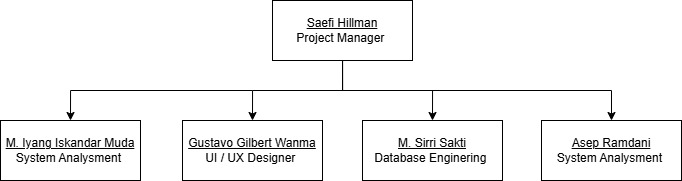 Saefi Hillman
Project Manager
M. Iyang Iskandar Muda
System Analysment
Gustavo Gilbert Wanma
UI / UX Designer
M. Sirri Sakti
Database Enginering
Asep Ramdani
System Analysment